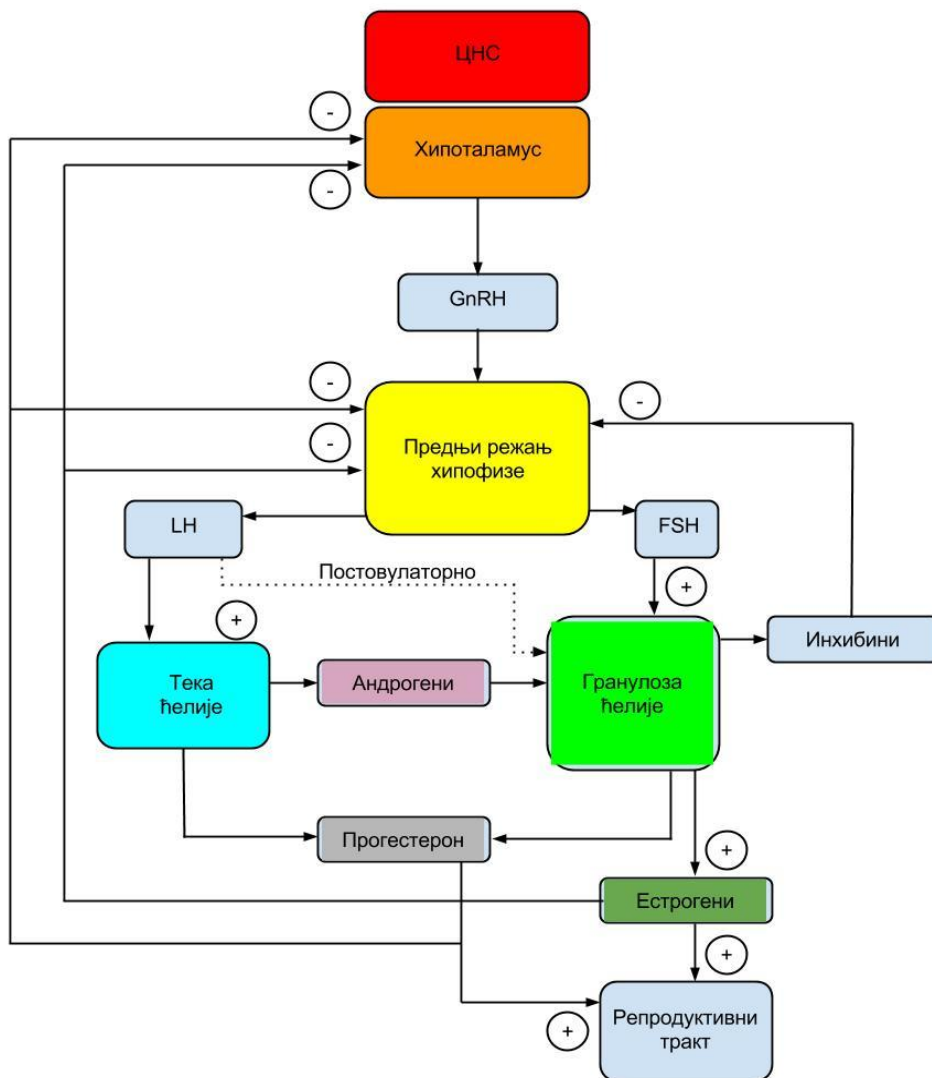 ЦНС
-
Хипоталамус
-
GnRH
-
-
Предњи режањ
хипофизе
-
LH
FSH
Постовулаторно
+
+
Тека
ћелије
Андрогени
Гранулоза
ћелије
Инхибини
Прогестерон
+
Естрогени
+
Репродуктивни
тракт
+